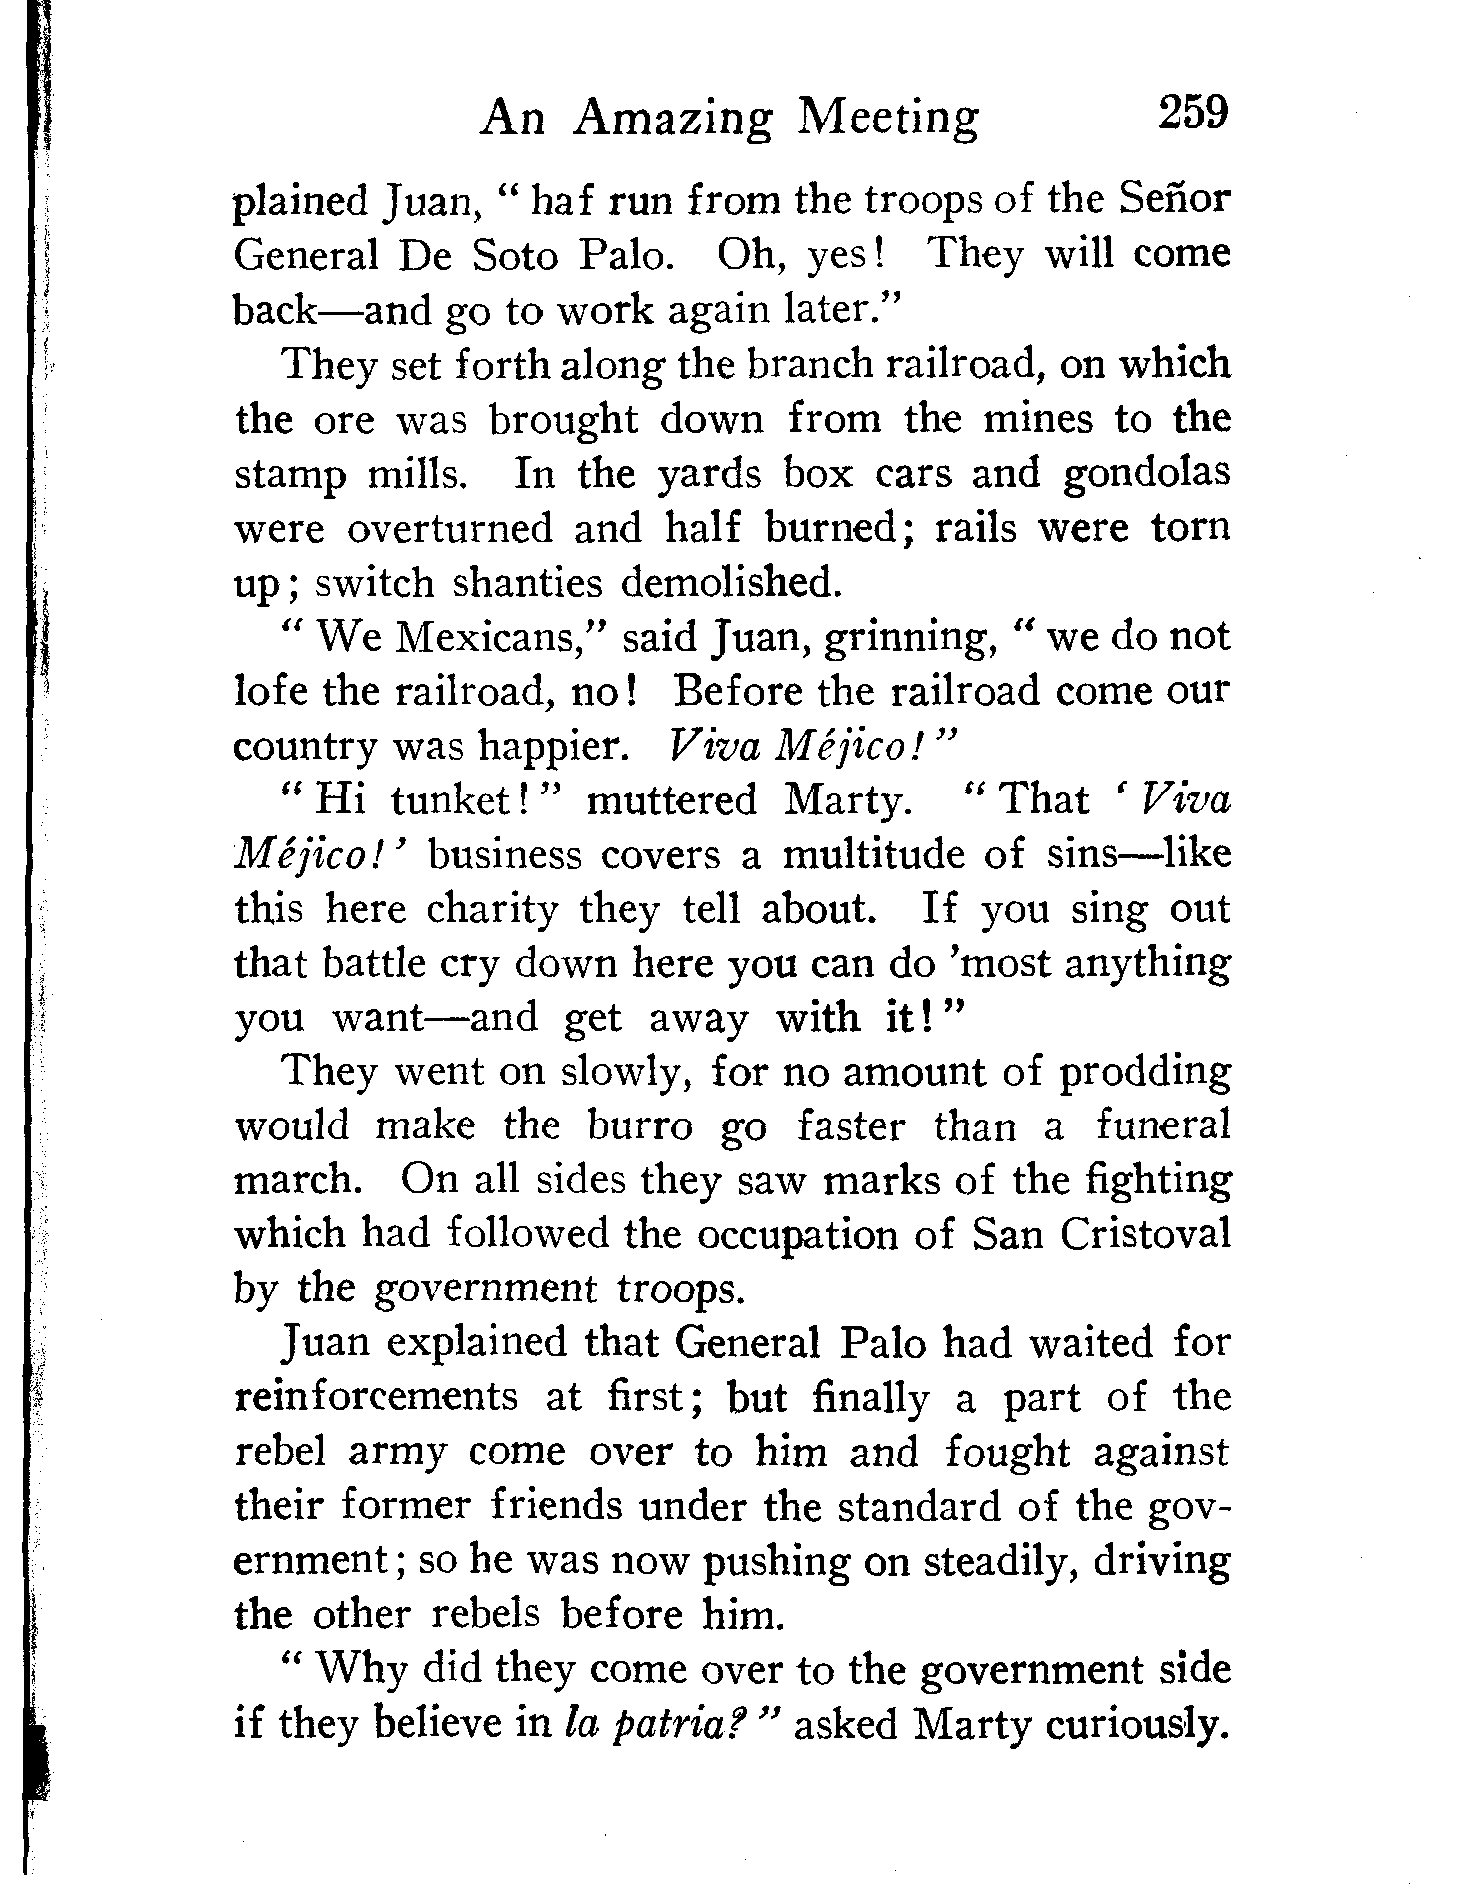 An Amazing Meeting 259
plained Juan, " haf run from the troops of the Señor
General De Soto Palo. Oh, yes! They will come
back—and go to work again later."
They set forth along the branch railroad, on which
the ore was brought down from the mines to the
stamp mills. In the yards box cars and gondolas
were overturned and half burned; rails were torn
up; switch shanties demolished.
" We Mexicans," said Juan, grinning, " we do not
lofe the railroad, no! Before the railroad come our
country was happier. Viva Méjico! "
" Hi tunket! " muttered Marty. " That ‘ Viva
Méjico! ’ business covers a multitude of sins—like
this here charity they tell about. If you sing out
that battle cry down here you can do ’most anything
you want—and get away with it! "
They went on slowly, for no amount of prodding
would make the burro go faster than a funeral
march. On all sides they saw marks of the fighting
which had followed the occupation of San Cristoval
by the government troops.
Juan explained that General Palo had waited for
reinforcements at first; but finally a part of the
rebel army come over to him and fought against
their former friends under the standard of the gov-
ernment; so he was now pushing on steadily, driving
the other rebels before him.
" Why did they come over to the government side
if they believe in la patria? " asked Marty curiously.